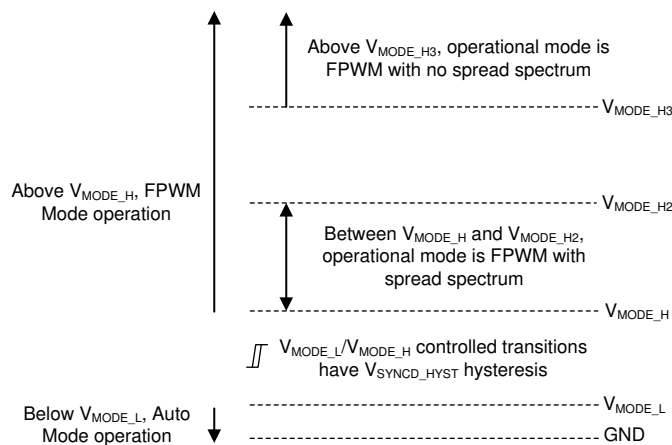 Above V_MODE_H3, operational mode is
FPWM with no spread spectrum
V_MODE_H3
Above V_MODE_H, FPWM
Mode operation
V_MODE_H2
Between V_MODE_H and V_MODE_H2,
operational mode is FPWM with
spread spectrum
V_MODE_H
V_MODE_L/V_MODE_H controlled transitions
have V_SYNCD_HYST hysteresis
V_MODE_L
Below V_MODE_L, Auto
Mode operation
GND